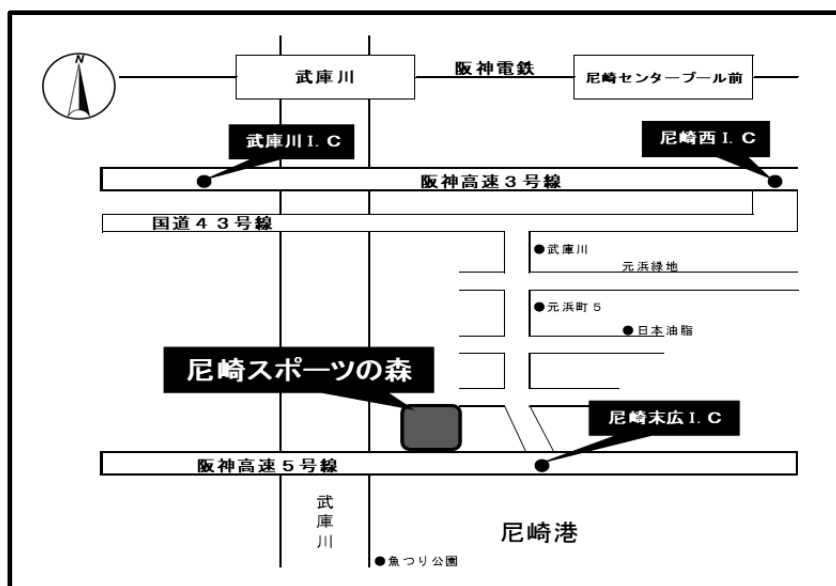 N
武庫川
阪神電鉄
尼崎センタープール前
武庫川I.C
尼崎西I.C
阪神高速3号線
国道43号線
●武庫川
元浜緑地
●元浜町5
●日本油脂
尼崎スポーツの森
尼崎末広I.C
阪神高速5号線
武庫川
尼崎港
●魚つり公園